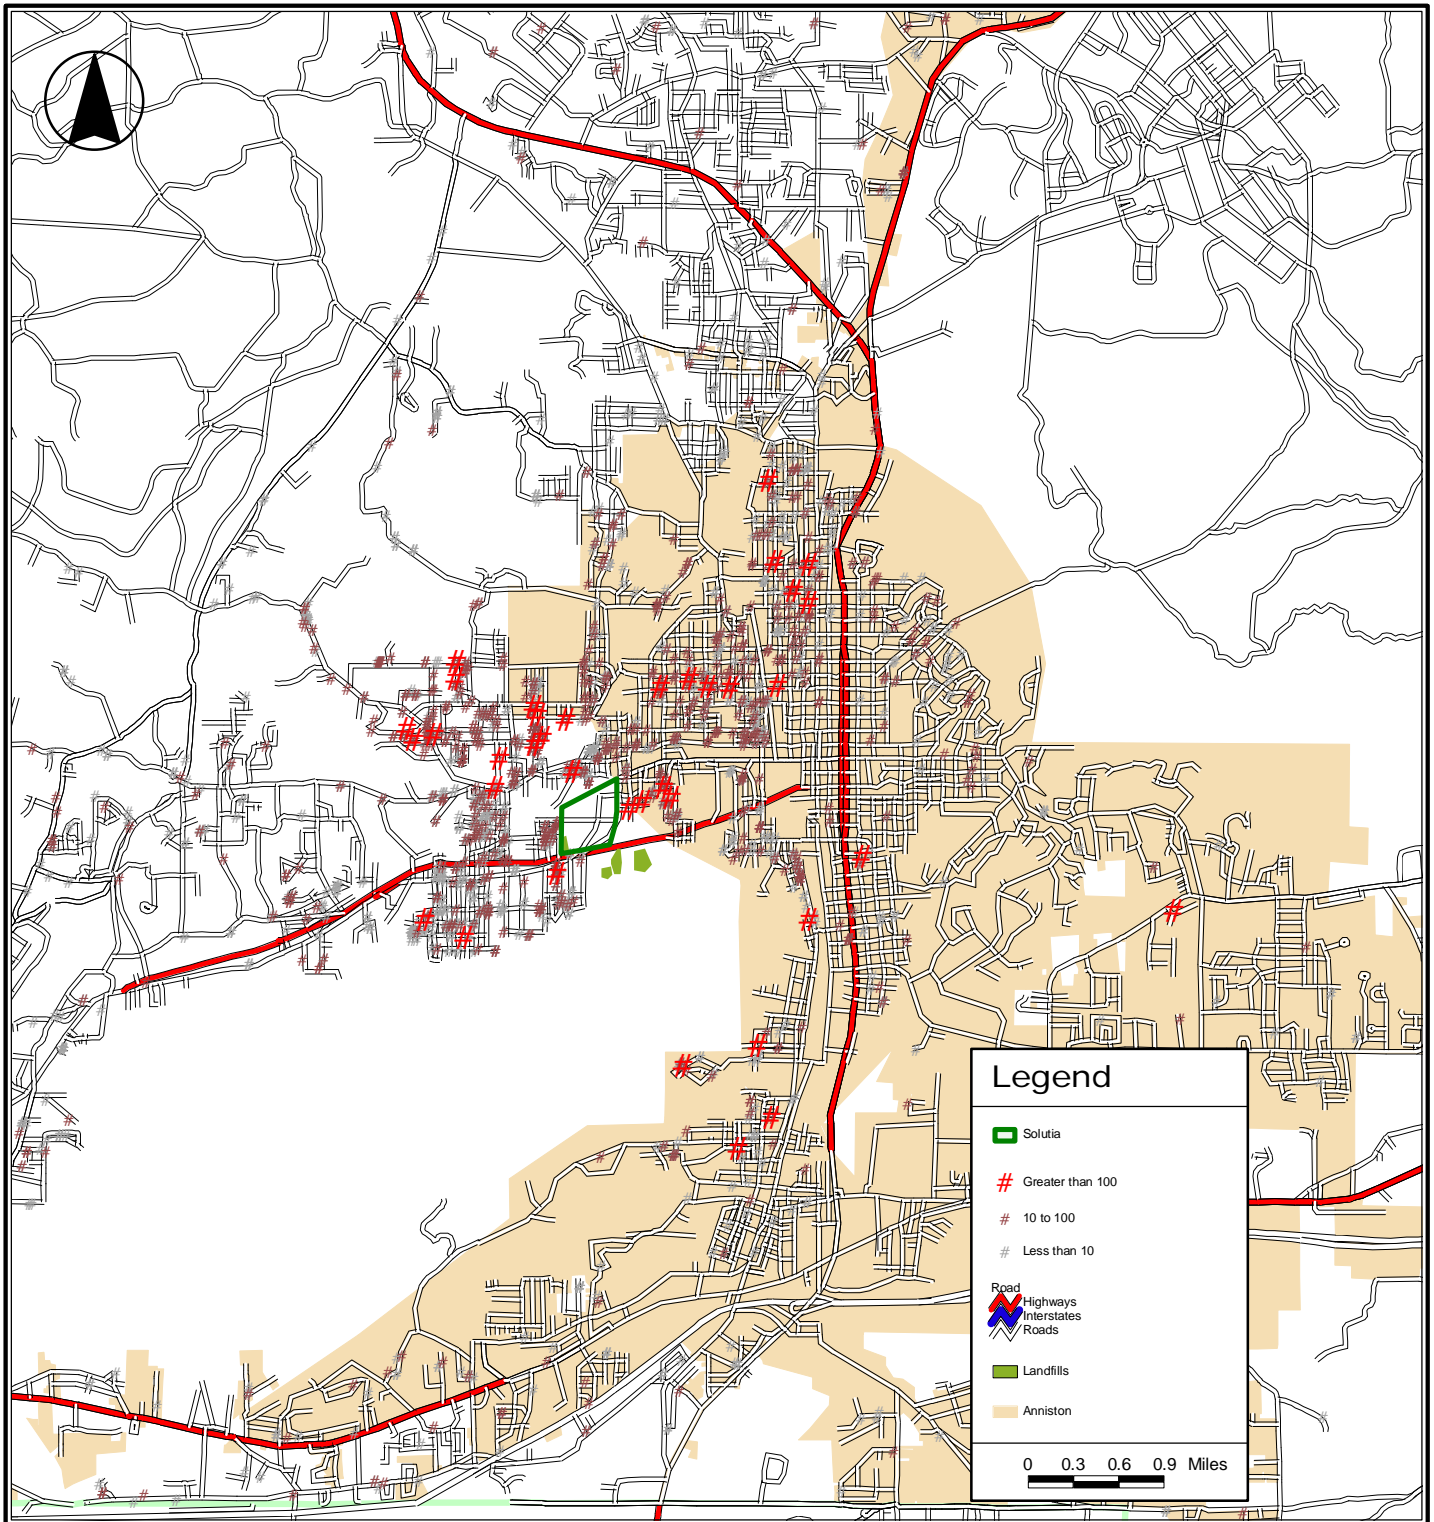 Legend
Solutia
# Greater than 100
# 10 to 100
# Less than 10
Road
Highways
Interstates
Roads
Landfills
Anniston
0 0.3 0.6 0.9 Miles